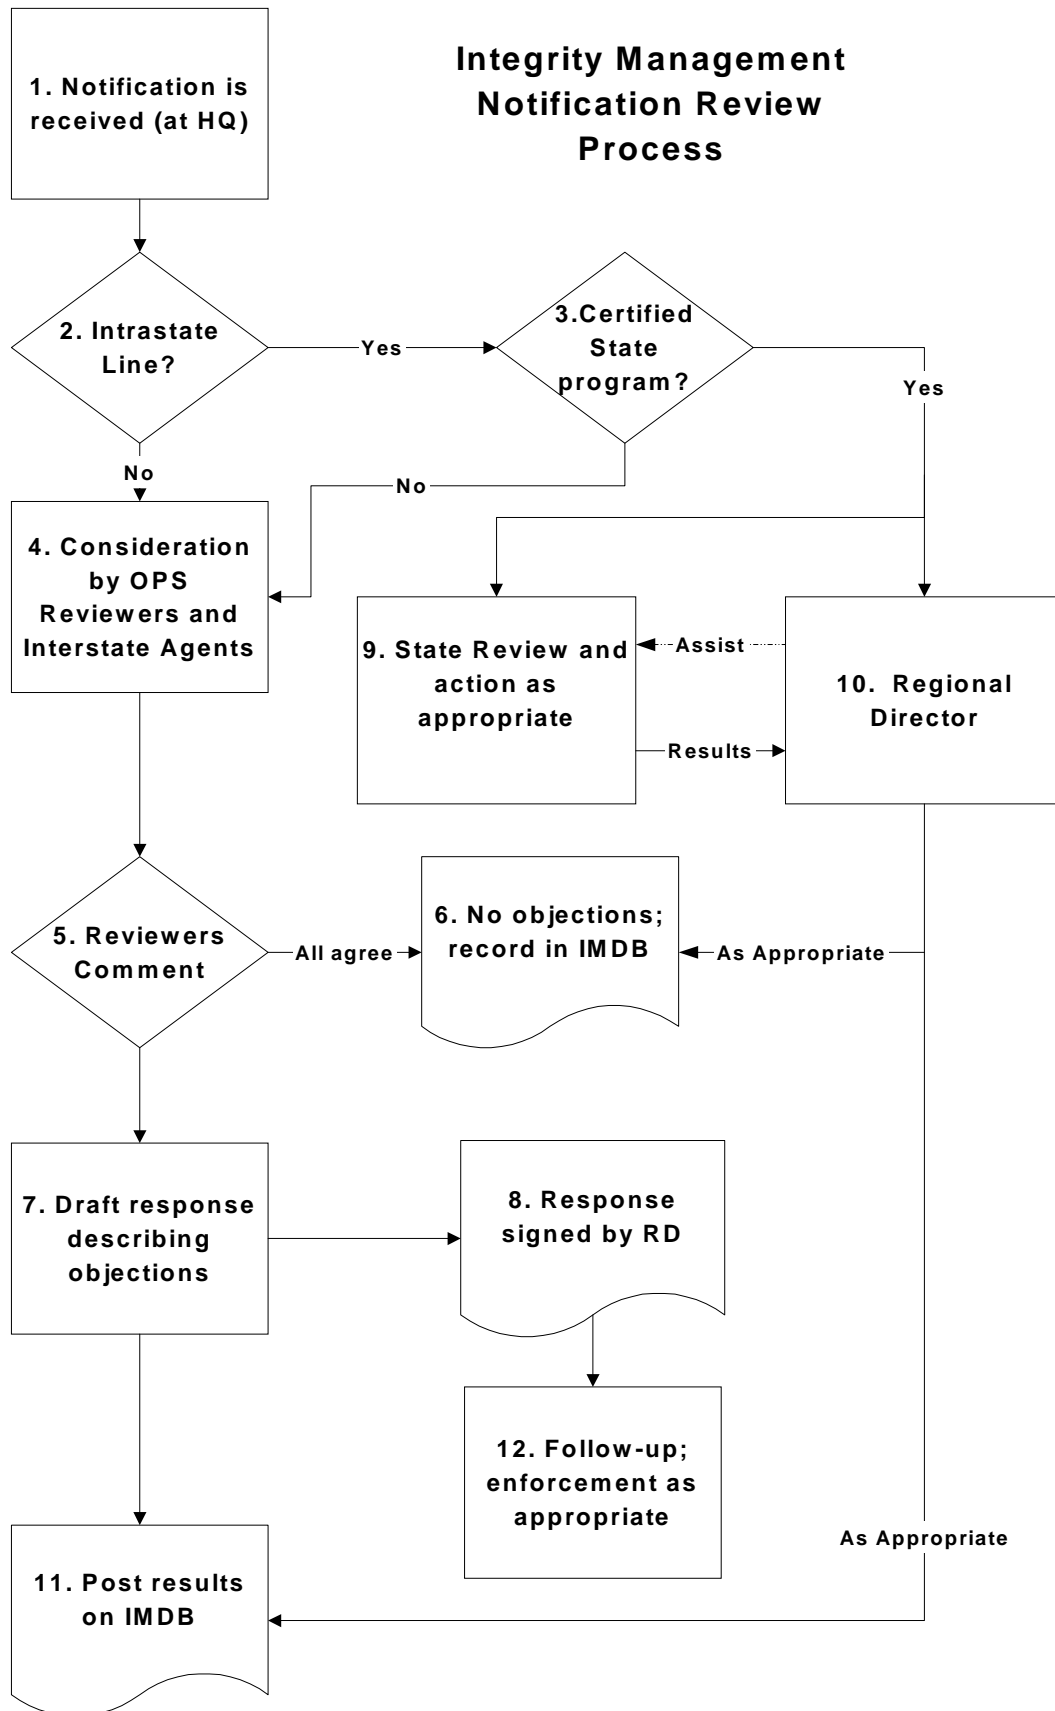 Integrity Management
Notification Review
Process
1. Notification is
received (at HQ)
2. Intrastate
Line?
Yes
3.Certified
State
program?
Yes
No
No
4. Consideration
by OPS
Reviewers and
Interstate Agents
9. State Review and
action as
appropriate
Assist
Results
10. Regional
Director
5. Reviewers
Comment
All agree
6. No objections;
record in IMDB
As Appropriate
7. Draft response
describing
objections
8. Response
signed by RD
12. Follow-up;
enforcement as
appropriate
As Appropriate
11. Post results
on IMDB